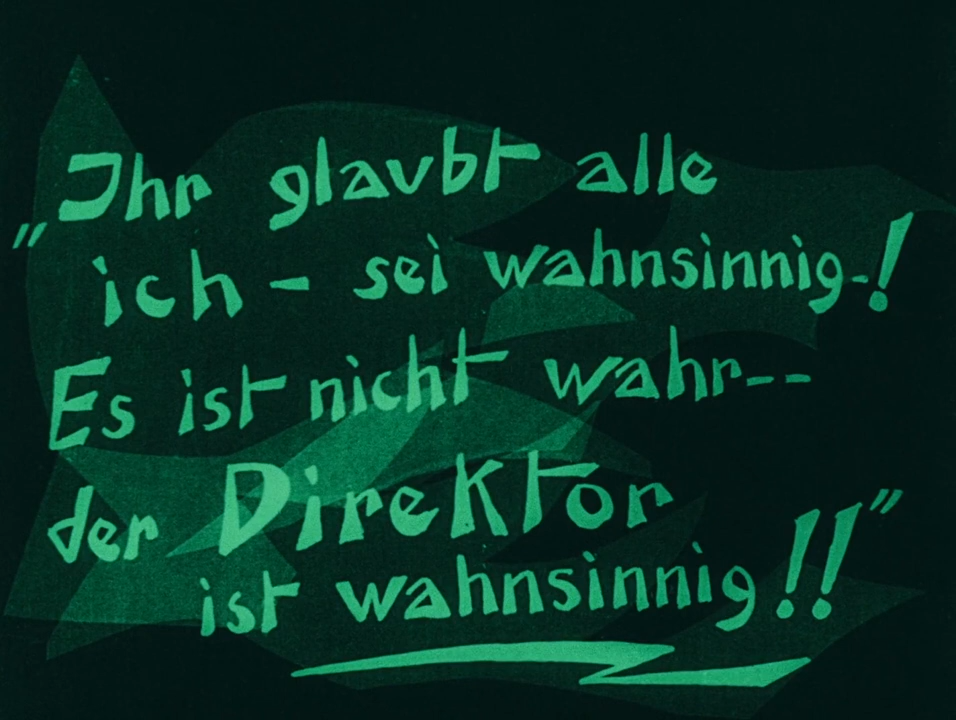 „Ihr glaubt alle
ich – sei wahnsinnig-!
Es ist nicht wahr--
der Direktor
ist wahnsinnig!!”